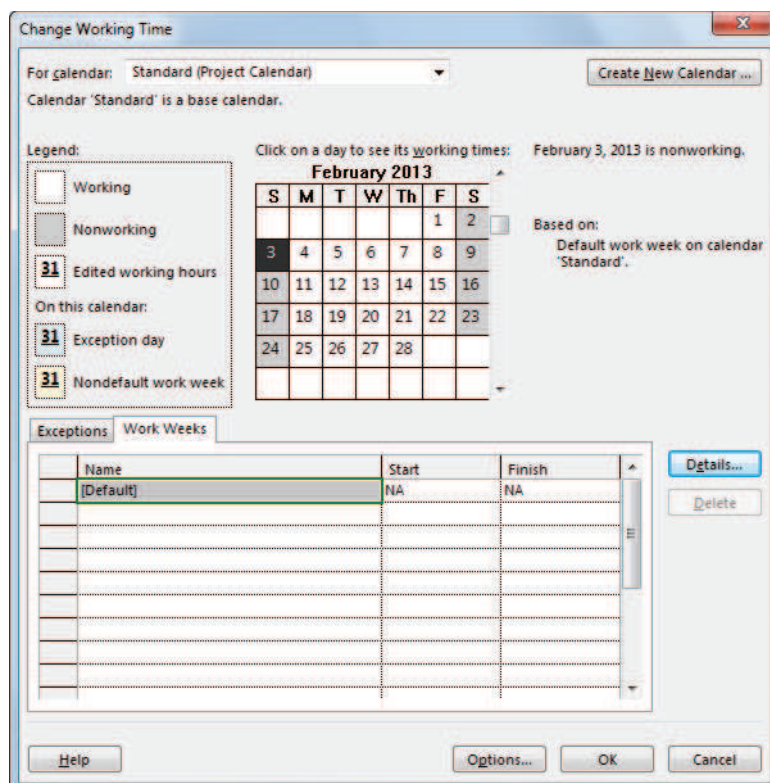 Change Working Time
For calendar: Standard (Project Calendar)
Create New Calendar ...
Calendar 'Standard' is a base calendar.
Legend:
Working
Nonworking
31 Edited working hours
On this calendar:
31 Exception day
31 Nondefault work week
Click on a day to see its working times:
February 2013
S M T W Th F S
1 2
3 4 5 6 7 8 9
10 11 12 13 14 15 16
17 18 19 20 21 22 23
24 25 26 27 28
February 3, 2013 is nonworking.
Based on:
Default work week on calendar
'Standard'.
Exceptions Work Weeks
Name Start Finish
[Default] NA NA
Details...
Delete
Help Options... OK Cancel